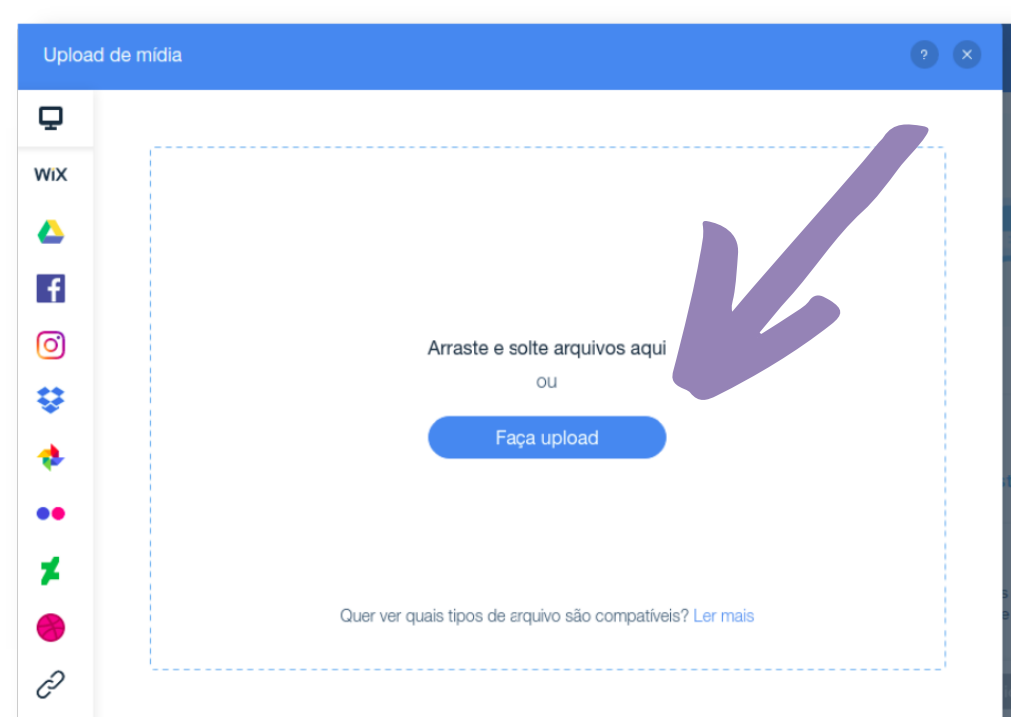 Upload de mídia
?
WiX
Arraste e solte arquivos aqui
ou
Faça upload
Quer ver quais tipos de arquivo são compatíveis? Ler mais